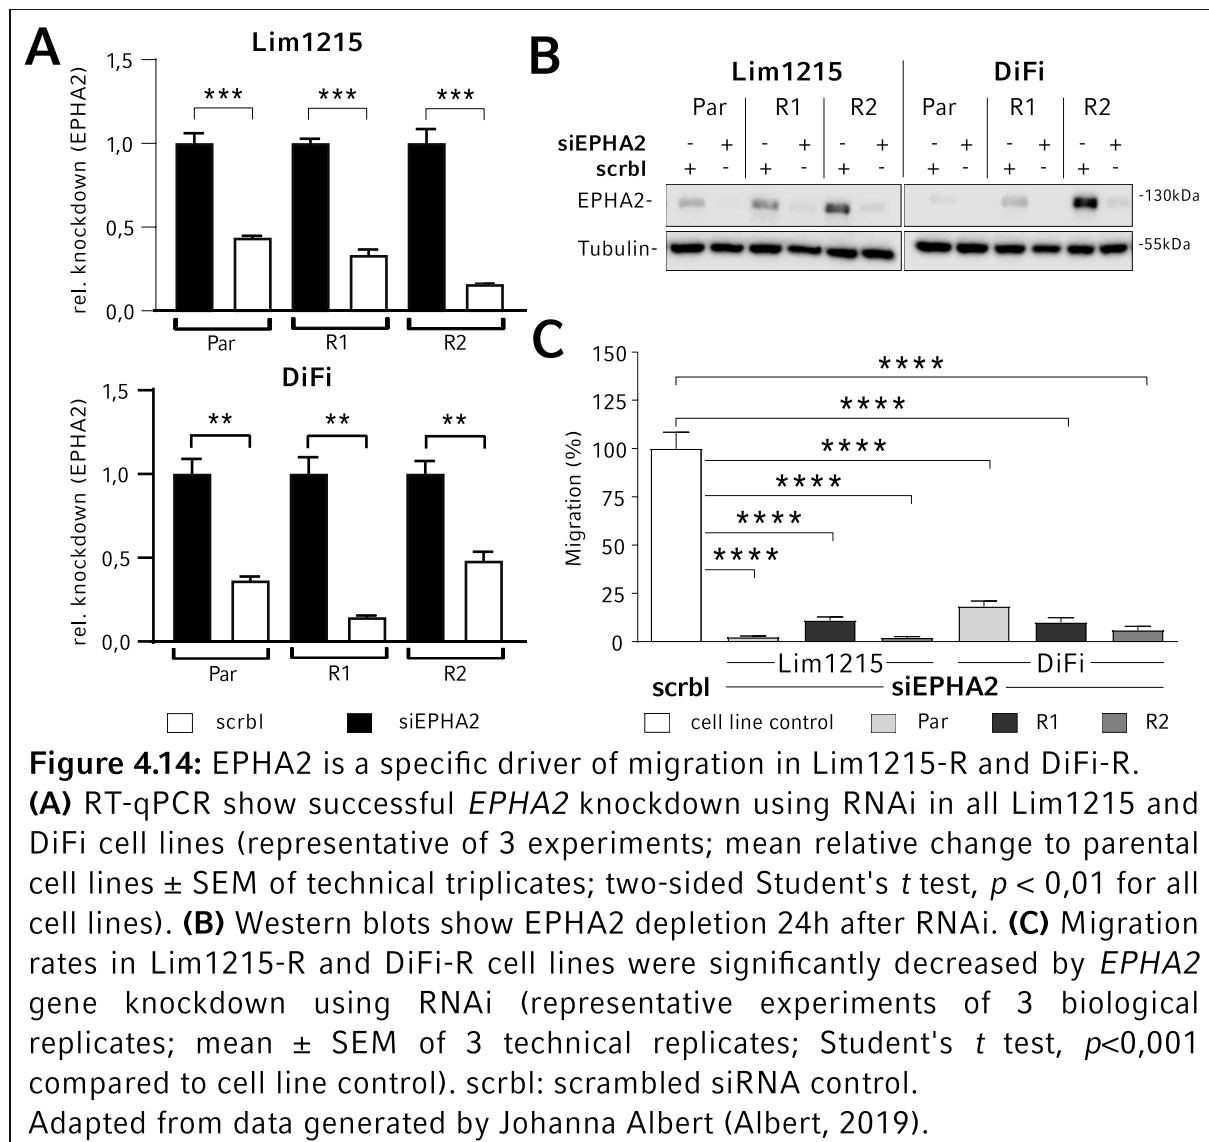 A
Lim1215
rel. knockdown (EPHA2)
1,5
1,0
0,5
0,0
*** *** ***
Par R1 R2
DiFi
rel. knockdown (EPHA2)
1,5
1,0
0,5
0,0
** ** **
Par R1 R2
scrbl siEPHA2
B
Lim1215 DiFi
Par R1 R2 Par R1 R2
siEPHA2 - + - + - + - + - + - +
scrbl + - + - + - + - + - + -
EPHA2- -130kDa
Tubulin- -55kDa
C
Migration (%)
150
125
100
75
50
25
0
****
****
****
****
****
****
Lim1215 DiFi
scrbl siEPHA2
cell line control Par R1 R2
Figure 4.14: EPHA2 is a specific driver of migration in Lim1215-R and DiFi-R.
(A) RT-qPCR show successful EPHA2 knockdown using RNAi in all Lim1215 and
DiFi cell lines (representative of 3 experiments; mean relative change to parental
cell lines ± SEM of technical triplicates; two-sided Student's t test, p < 0,01 for all
cell lines). (B) Western blots show EPHA2 depletion 24h after RNAi. (C) Migration
rates in Lim1215-R and DiFi-R cell lines were significantly decreased by EPHA2
gene knockdown using RNAi (representative experiments of 3 biological
replicates; mean ± SEM of 3 technical replicates; Student's t test, p<0,001
compared to cell line control). scrbl: scrambled siRNA control.
Adapted from data generated by Johanna Albert (Albert, 2019).